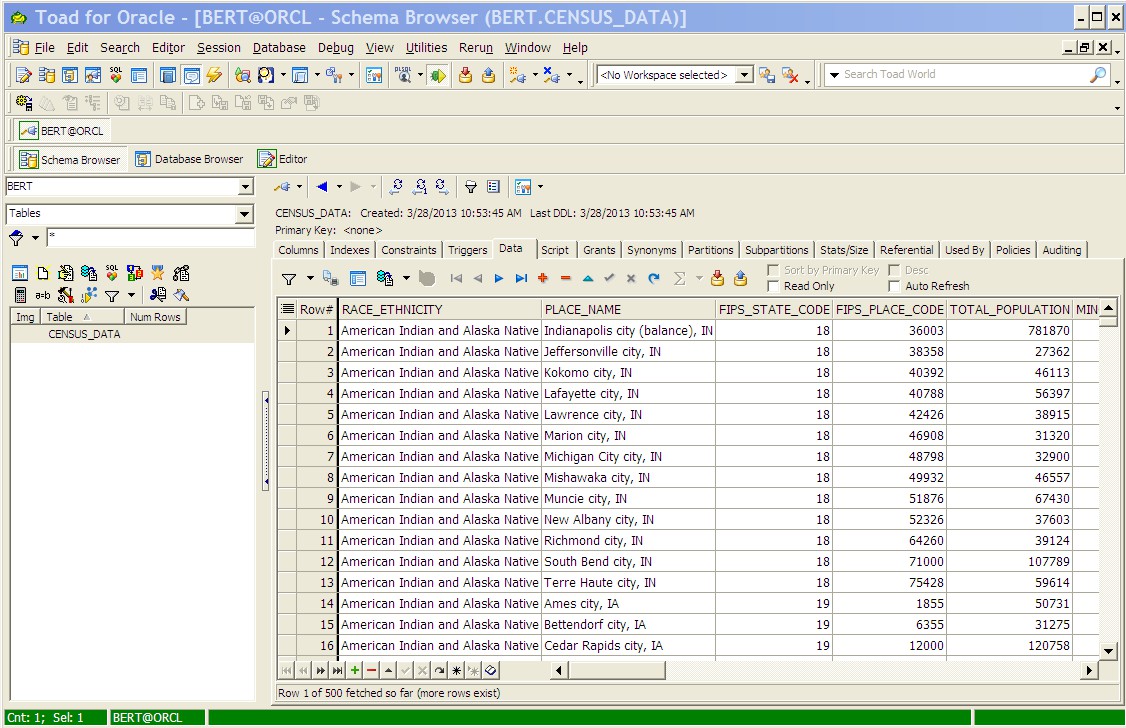 Toad for Oracle - [BERT@ORCL - Schema Browser (BERT.CENSUS_DATA)]
File Edit Search Editor Session Database Debug View Utilities Rerun Window Help
SQL <No Workspace selected> Search Toad World
BERT@ORCL
Schema Browser Database Browser Editor
BERT
Tables
*
CENSUS_DATA: Created: 3/28/2013 10:53:45 AM Last DDL: 3/28/2013 10:53:45 AM
Primary Key: <none>
Columns Indexes Constraints Triggers Data Script Grants Synonyms Partitions Subpartitions Stats/Size Referential Used By Policies Auditing
Sort by Primary Key Desc
Read Only Auto Refresh
SQL
a=b
Img Table Num Rows
CENSUS_DATA
Row# RACE_ETHNICITY PLACE_NAME FIPS_STATE_CODE FIPS_PLACE_CODE TOTAL_POPULATION MIN
1 American Indian and Alaska Native Indianapolis city (balance), IN 18 36003 781870
2 American Indian and Alaska Native Jeffersonville city, IN 18 38358 27362
3 American Indian and Alaska Native Kokomo city, IN 18 40392 46113
4 American Indian and Alaska Native Lafayette city, IN 18 40788 56397
5 American Indian and Alaska Native Lawrence city, IN 18 42426 38915
6 American Indian and Alaska Native Marion city, IN 18 46908 31320
7 American Indian and Alaska Native Michigan City city, IN 18 48798 32900
8 American Indian and Alaska Native Mishawaka city, IN 18 49932 46557
9 American Indian and Alaska Native Muncie city, IN 18 51876 67430
10 American Indian and Alaska Native New Albany city, IN 18 52326 37603
11 American Indian and Alaska Native Richmond city, IN 18 64260 39124
12 American Indian and Alaska Native South Bend city, IN 18 71000 107789
13 American Indian and Alaska Native Terre Haute city, IN 18 75428 59614
14 American Indian and Alaska Native Ames city, IA 19 1855 50731
15 American Indian and Alaska Native Bettendorf city, IA 19 6355 31275
16 American Indian and Alaska Native Cedar Rapids city, IA 19 12000 120758
Row 1 of 500 fetched so far (more rows exist)
Cnt: 1; Sel: 1 BERT@ORCL